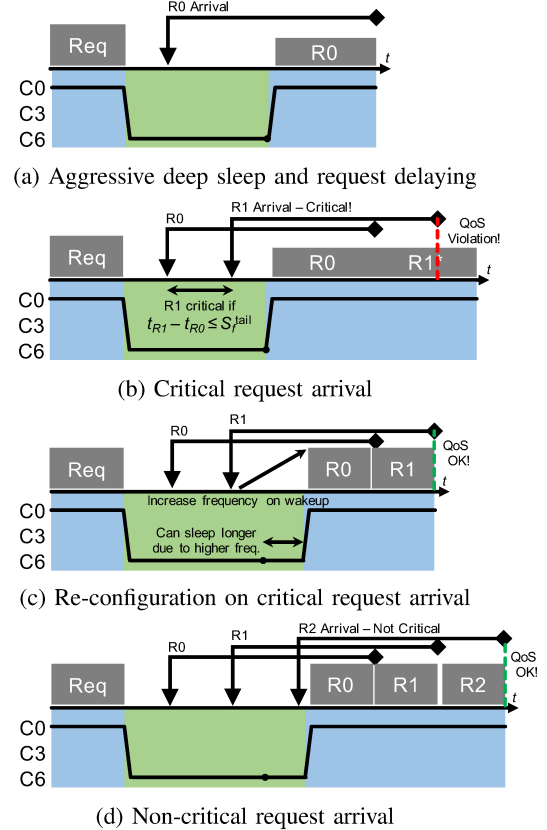 R0 Arrival
Req
R0
t
C0
C3
C6
(a) Aggressive deep sleep and request delaying
R1 Arrival – Critical!
R0
QoS
Violation!
Req
R0
R1*
t
R1 critical if
t_R1 – t_R0 ≤ S_f^tail
C0
C3
C6
(b) Critical request arrival
R0
R1
QoS
OK!
Req
R0
R1
t
Increase frequency on wakeup
C0
Can sleep longer
due to higher freq.
C3
C6
(c) Re-configuration on critical request arrival
R2 Arrival – Not Critical
R1
R0
QoS
OK!
Req
R0
R1
R2
t
C0
C3
C6
(d) Non-critical request arrival